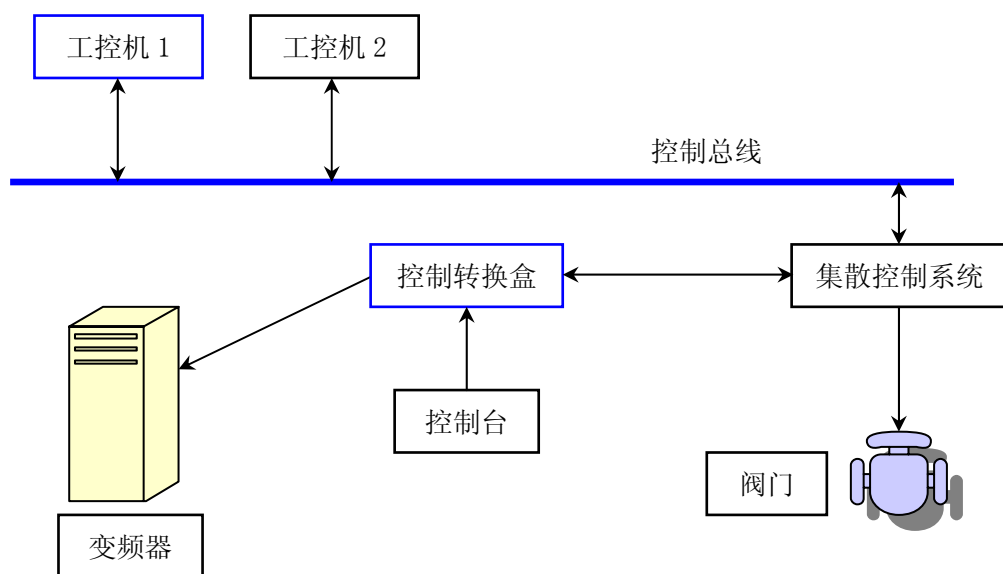 工控机 1
工控机 2
控制总线
控制转换盒
集散控制系统
控制台
阀门
变频器